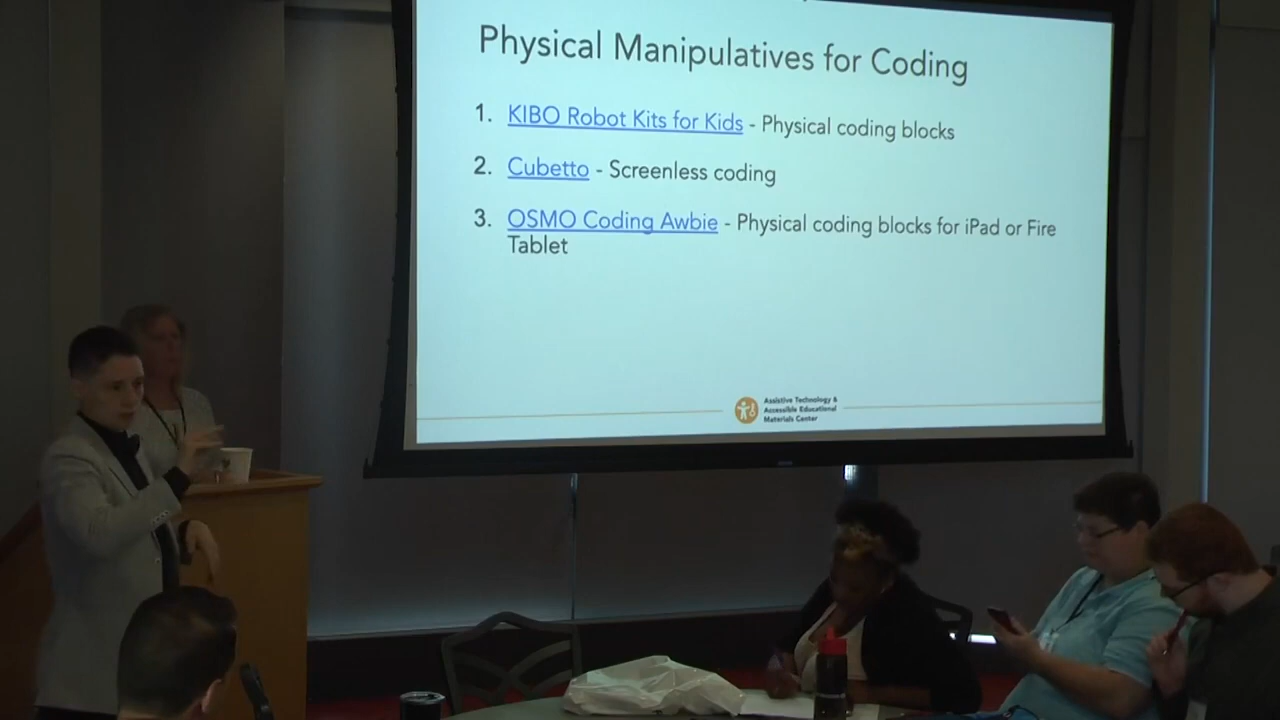 Physical Manipulatives for Coding
1. KIBO Robot Kits for Kids - Physical coding blocks
2. Cubetto - Screenless coding
3. OSMO Coding Awbie - Physical coding blocks for iPad or Fire
Tablet
Assistive Technology &
Accessible Educational
Materials Center